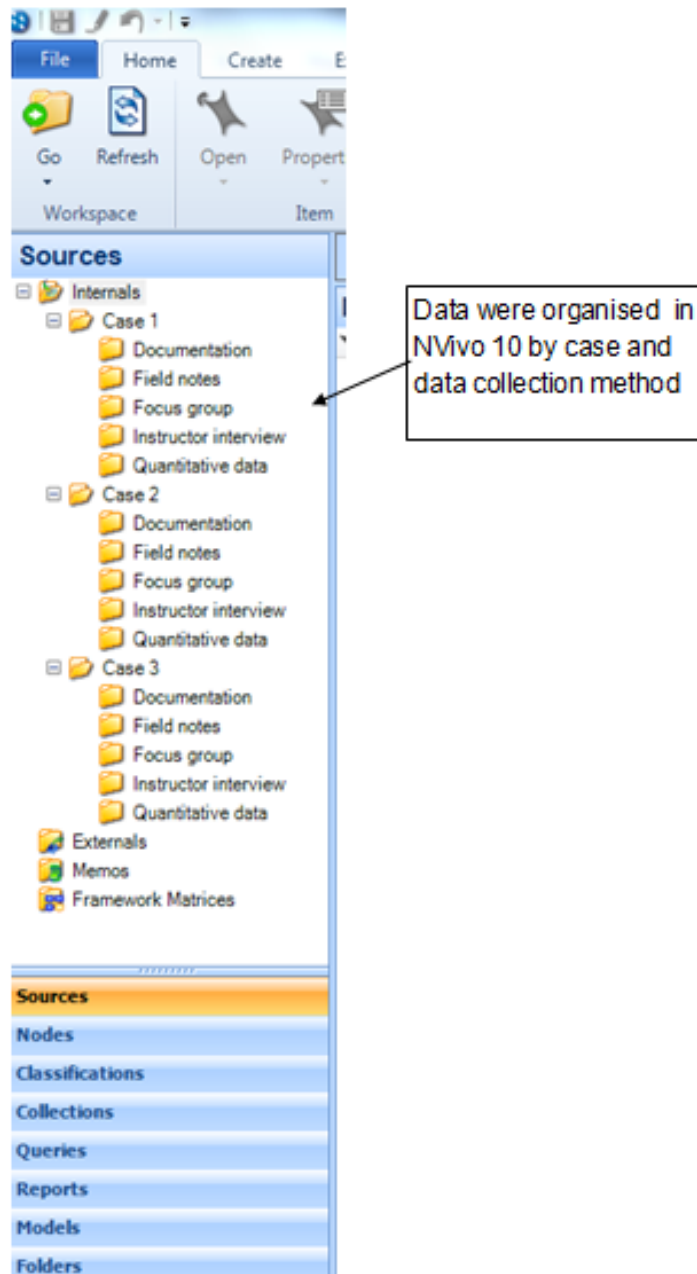 File Home Create E
Go Refresh Open Propert
Workspace Item
Sources
Internals
Case 1
Documentation
Field notes
Focus group
Instructor interview
Quantitative data
Case 2
Documentation
Field notes
Focus group
Instructor interview
Quantitative data
Case 3
Documentation
Field notes
Focus group
Instructor interview
Quantitative data
Externals
Memos
Framework Matrices
Sources
Nodes
Classifications
Collections
Queries
Reports
Models
Folders
Data were organised in
NVivo 10 by case and
data collection method